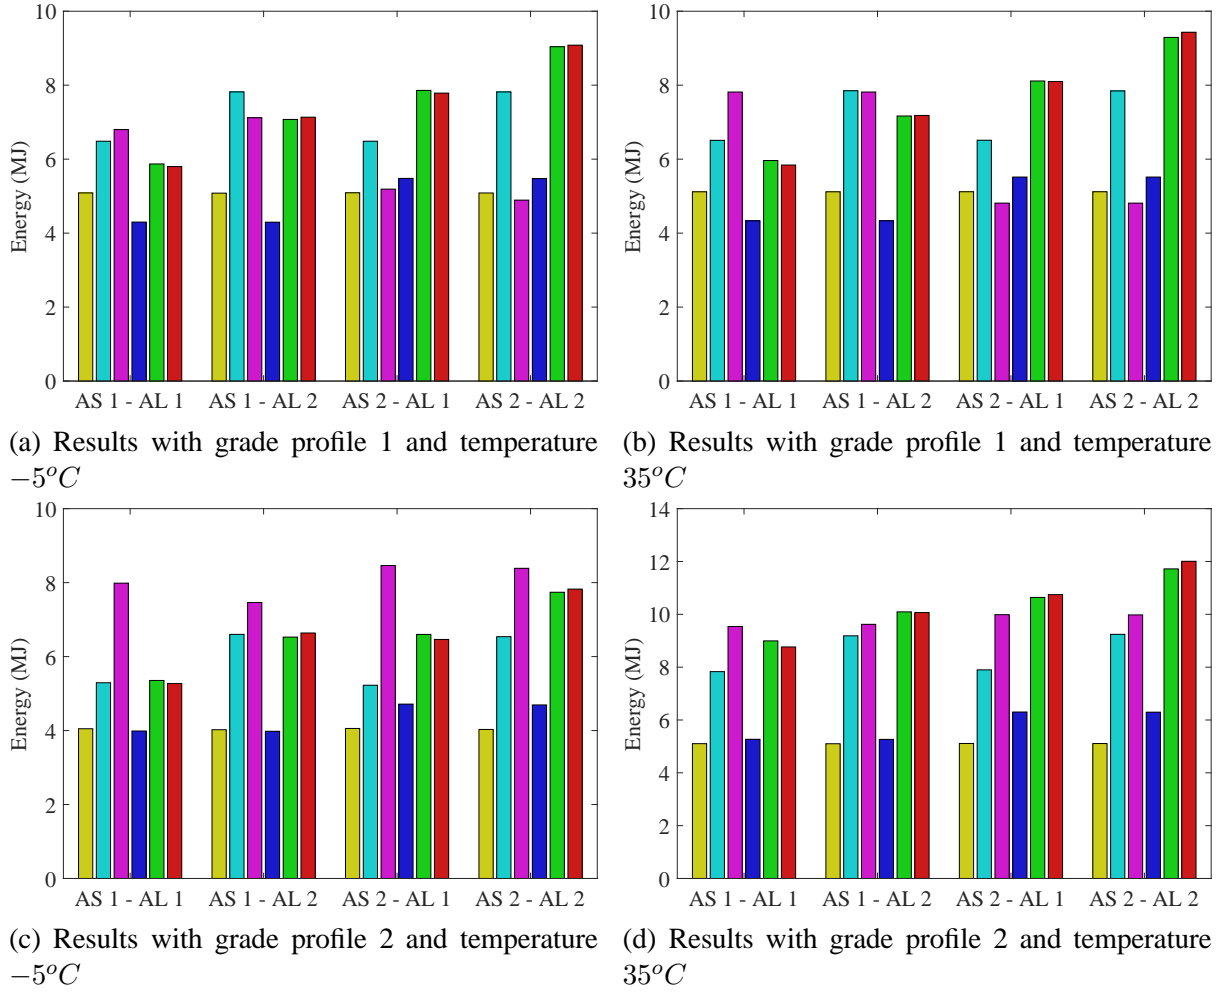 10
8
6
4
2
0
Energy (MJ)
AS 1 - AL 1 AS 1 - AL 2 AS 2 - AL 1 AS 2 - AL 2
(a) Results with grade profile 1 and temperature
−5°C
10
8
6
4
2
0
Energy (MJ)
AS 1 - AL 1 AS 1 - AL 2 AS 2 - AL 1 AS 2 - AL 2
(b) Results with grade profile 1 and temperature
35°C
10
8
6
4
2
0
Energy (MJ)
AS 1 - AL 1 AS 1 - AL 2 AS 2 - AL 1 AS 2 - AL 2
(c) Results with grade profile 2 and temperature
−5°C
14
12
10
8
6
4
2
0
Energy (MJ)
AS 1 - AL 1 AS 1 - AL 2 AS 2 - AL 1 AS 2 - AL 2
(d) Results with grade profile 2 and temperature
35°C